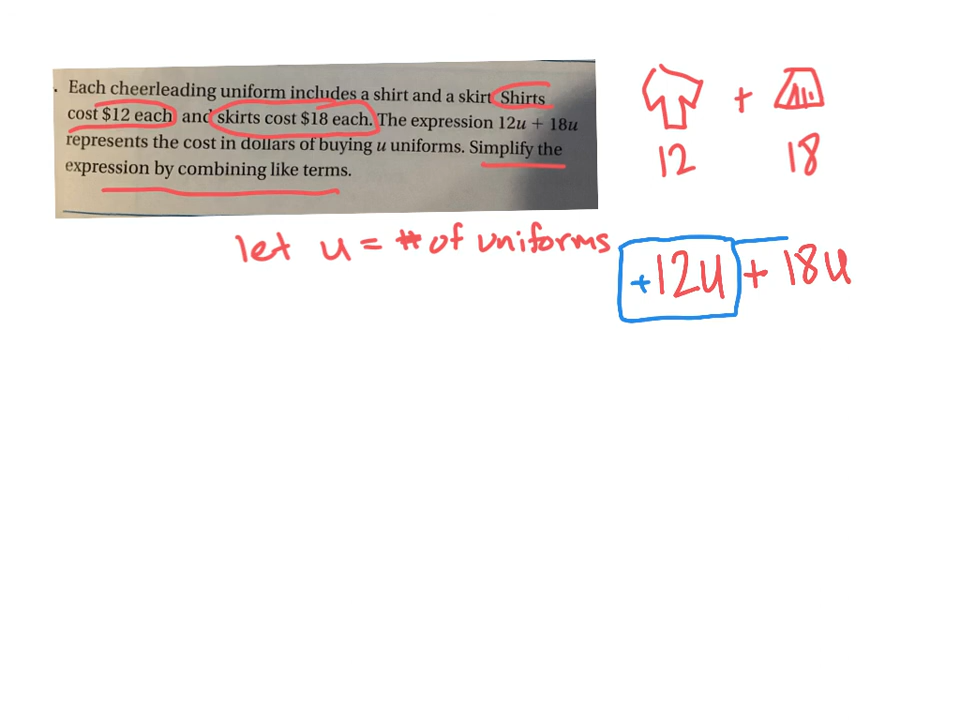 Each cheerleading uniform includes a shirt and a skirt. Shirts
cost $12 each and skirts cost $18 each. The expression 12u + 18u
represents the cost in dollars of buying u uniforms. Simplify the
expression by combining like terms.
+
12 18
let u = # of uniforms
+12u + 18u